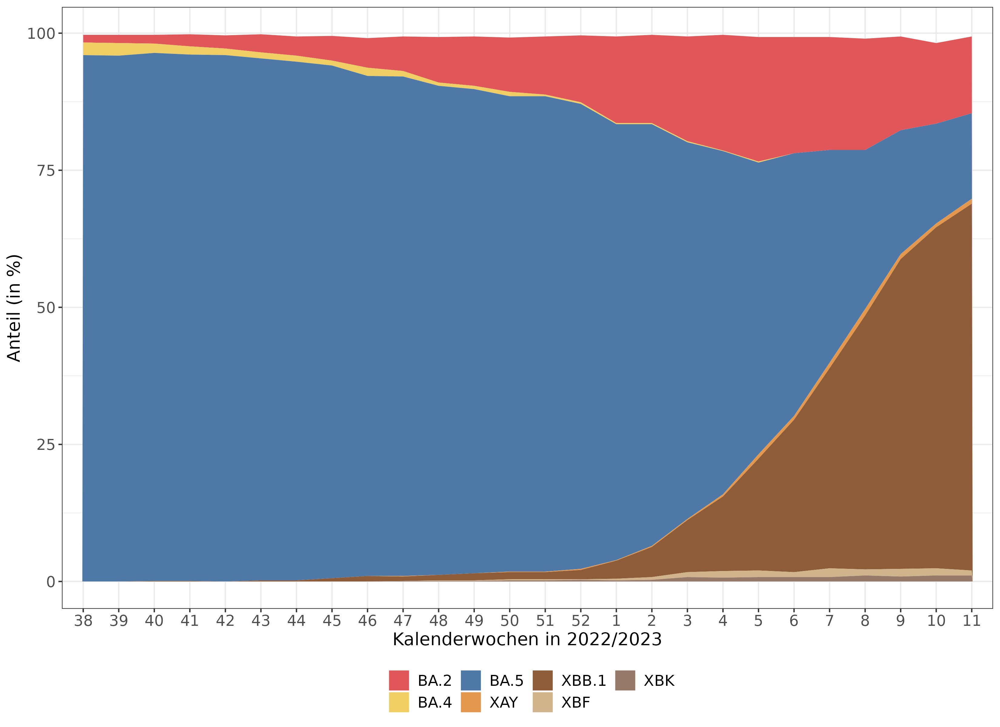 100
75
50
25
0
Anteil (in %)
38 39 40 41 42 43 44 45 46 47 48 49 50 51 52 1 2 3 4 5 6 7 8 9 10 11
Kalenderwochen in 2022/2023
BA.2 BA.5 XBB.1 XBK
BA.4 XAY XBF